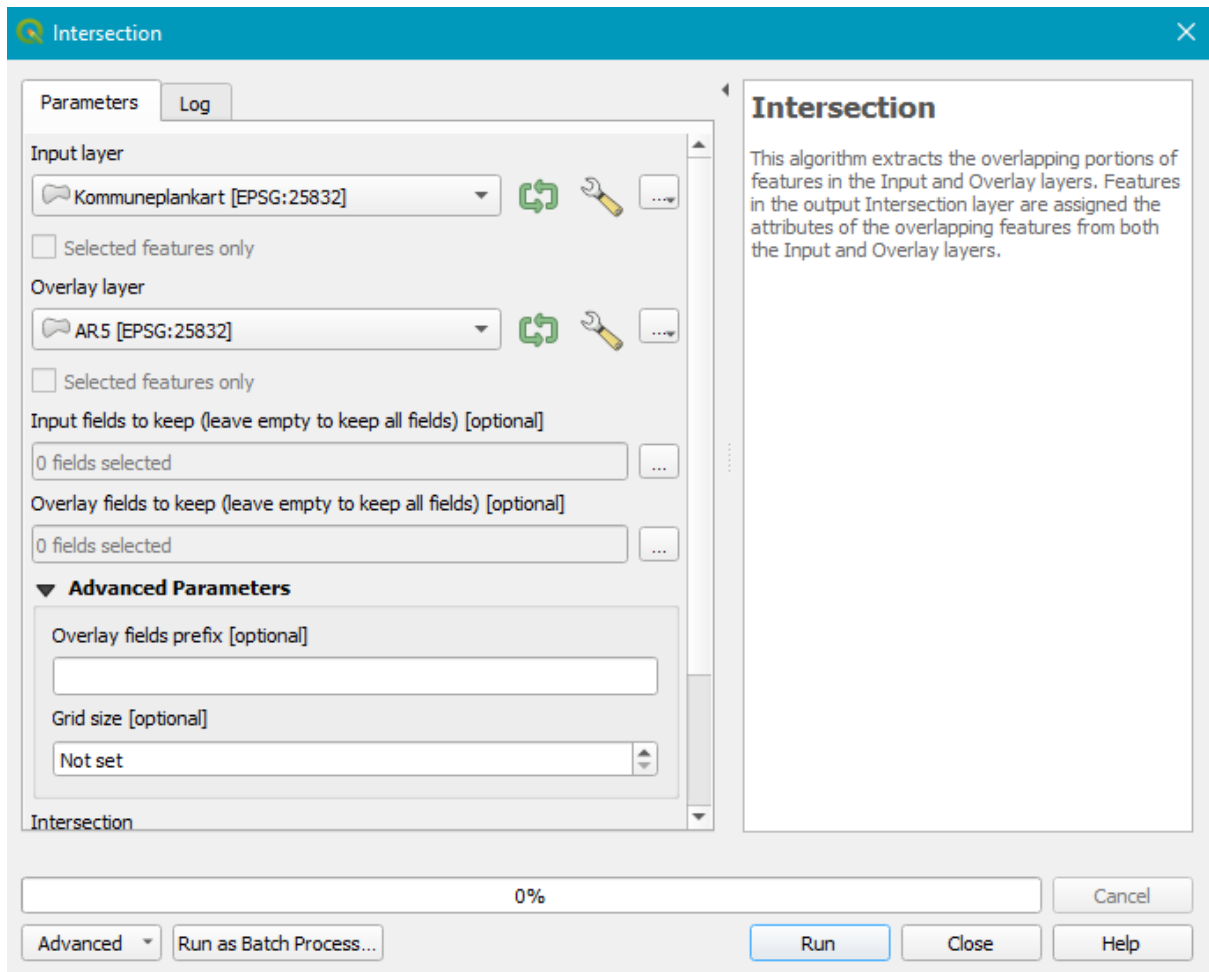 Intersection
Parameters
Log
Input layer
Kommuneplankart [EPSG:25832]
...
Selected features only
Overlay layer
AR5 [EPSG:25832]
...
Selected features only
Input fields to keep (leave empty to keep all fields) [optional]
0 fields selected
...
Overlay fields to keep (leave empty to keep all fields) [optional]
0 fields selected
...
Advanced Parameters
Overlay fields prefix [optional]
Grid size [optional]
Not set
Intersection
Intersection
This algorithm extracts the overlapping portions of
features in the Input and Overlay layers. Features
in the output Intersection layer are assigned the
attributes of the overlapping features from both
the Input and Overlay layers.
0%
Cancel
Advanced
Run as Batch Process...
Run
Close
Help